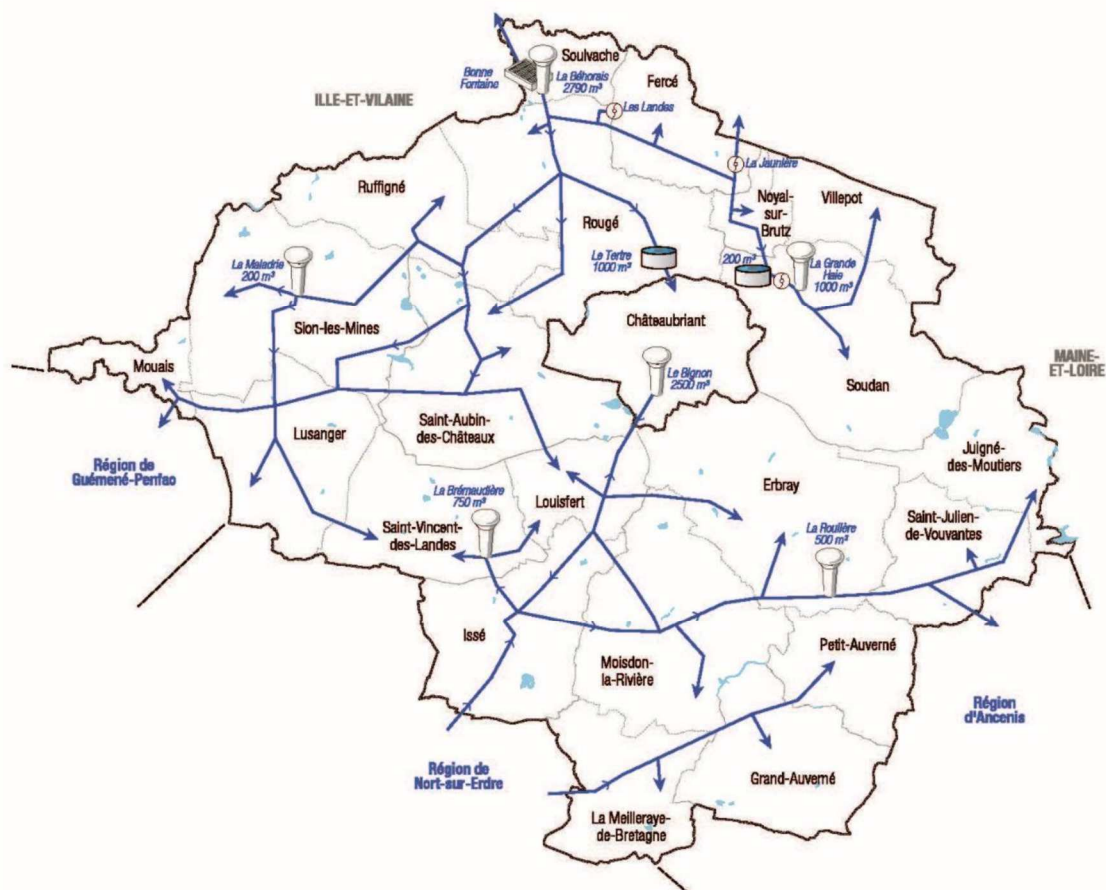 Soulvache
Bonne
Fontaine
La Béhorais
2790 m³
Fercé
ILLE-ET-VILAINE
Les Landes
La Jaunière
Ruffigné
Rougé
Noyal-
sur-
Brutz
Villepot
La Maladrie
200 m³
Le Tertre
1000 m³
200 m³
La Grande
Haie
1000 m³
Sion-les-Mines
Châteaubriant
Mouais
Le Bignon
2500 m³
Soudan
MAINE-
ET-LOIRE
Lusanger
Saint-Aubin-
des-Châteaux
Juigné-
des-Moutiers
Région de
Guémené-Penfao
La Brémaudière
750 m³
Louisfert
Erbray
Saint-Vincent-
des-Landes
La Roulière
500 m³
Saint-Julien-
de-Vouvantes
Issé
Moisdon-
la-Rivière
Petit-Auverné
Région
d'Ancenis
Région de
Nort-sur-Erdre
Grand-Auverné
La Meilleraye-
de-Bretagne